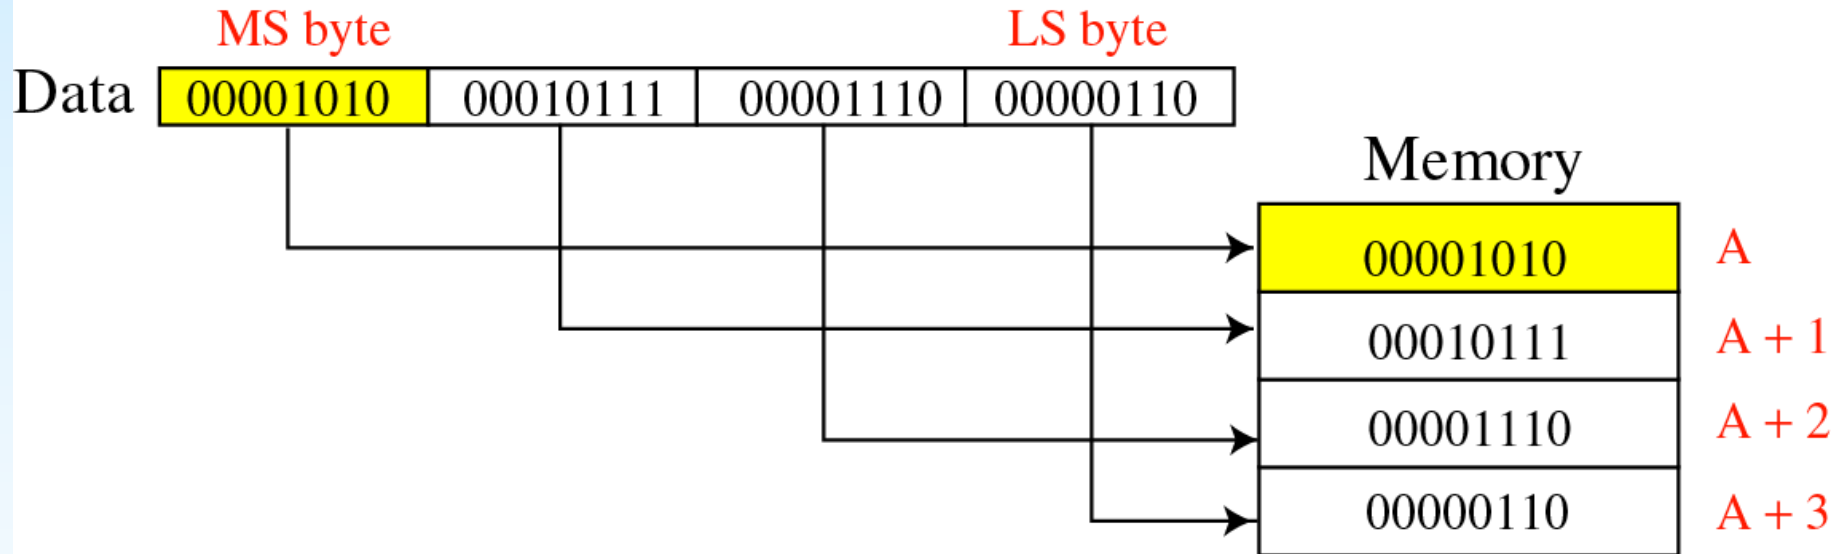 MS byte LS byte
Data 00001010 00010111 00001110 00000110
Memory
00001010 A
00010111 A + 1
00001110 A + 2
00000110 A + 3